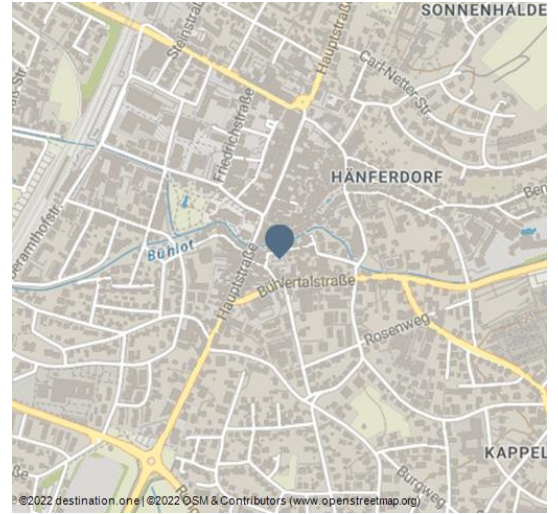 SONNENHALDE
Steinstraße
Hauptstraße
Carl-Netter-Str.
Friedrichstraße
HÄNFERDORF
Bühlot
Hauptstraße
Bühlertalstraße
Rosenweg
KAPPEL
Burgweg
©2022 destination.one | ©2022 OSM & Contributors (www.openstreetmap.org)